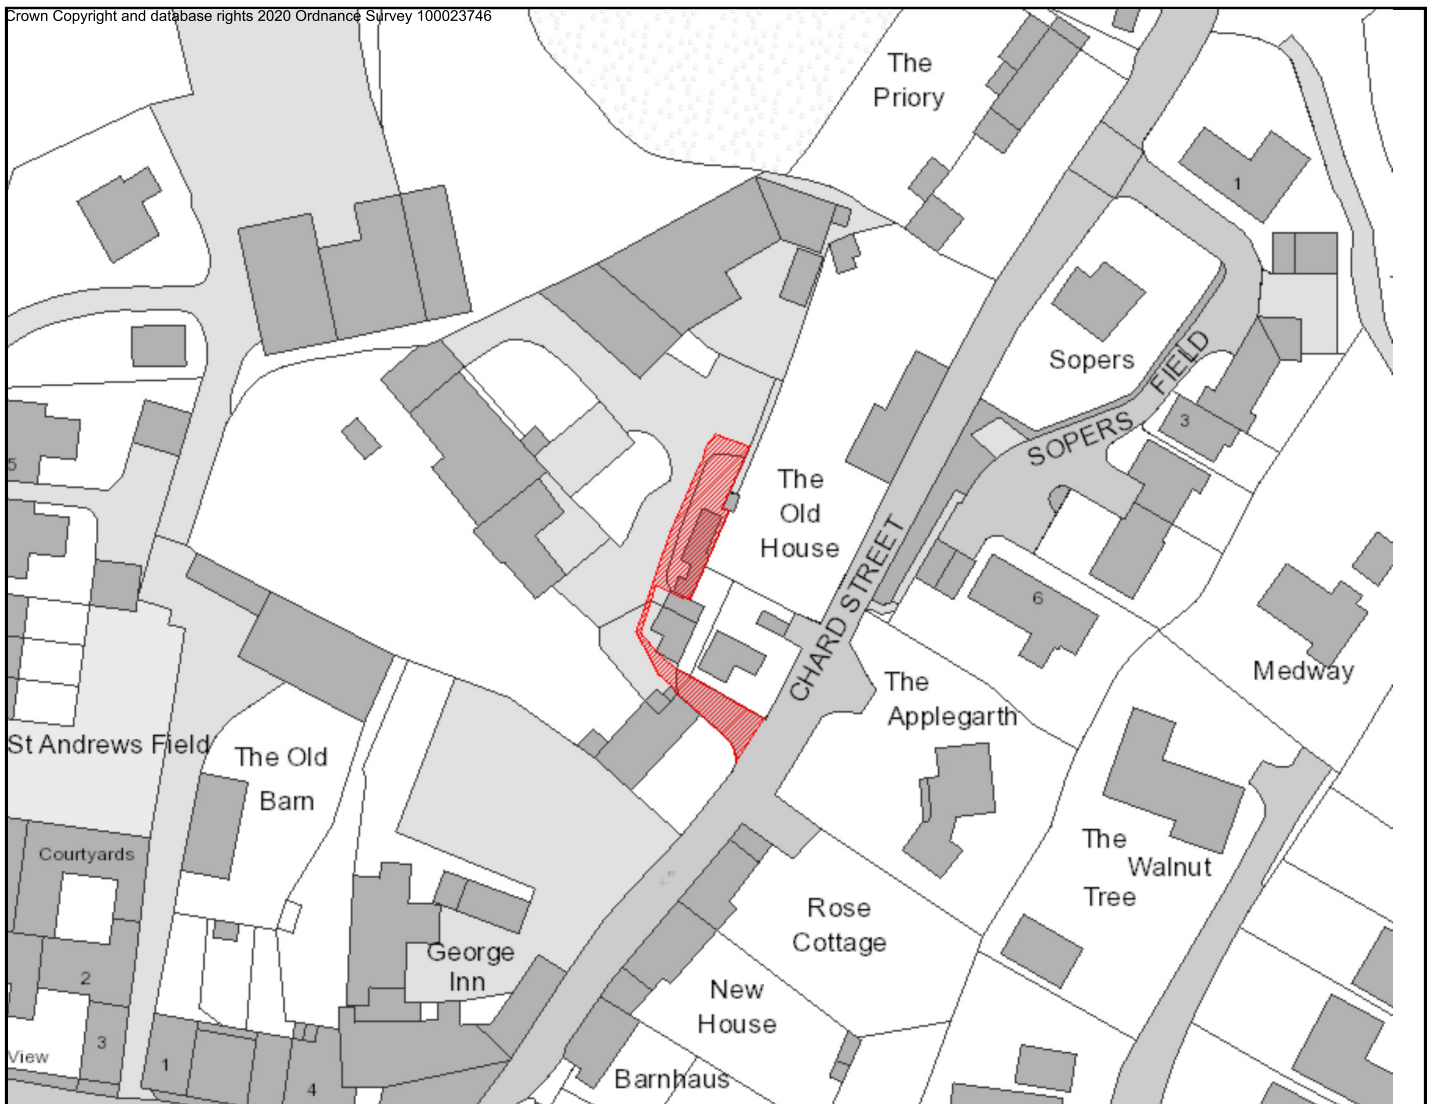 Crown Copyright and database rights 2020 Ordnance Survey 100023746
The
Priory
1
Sopers
SOPERS FIELD
3
5
The
Old
House
CHARD STREET
6
Medway
The
Applegarth
St Andrews Field
The Old
Barn
The
Walnut
Tree
Courtyards
Rose
Cottage
George
Inn
2
New
House
3
View
1
4
Barnhaus